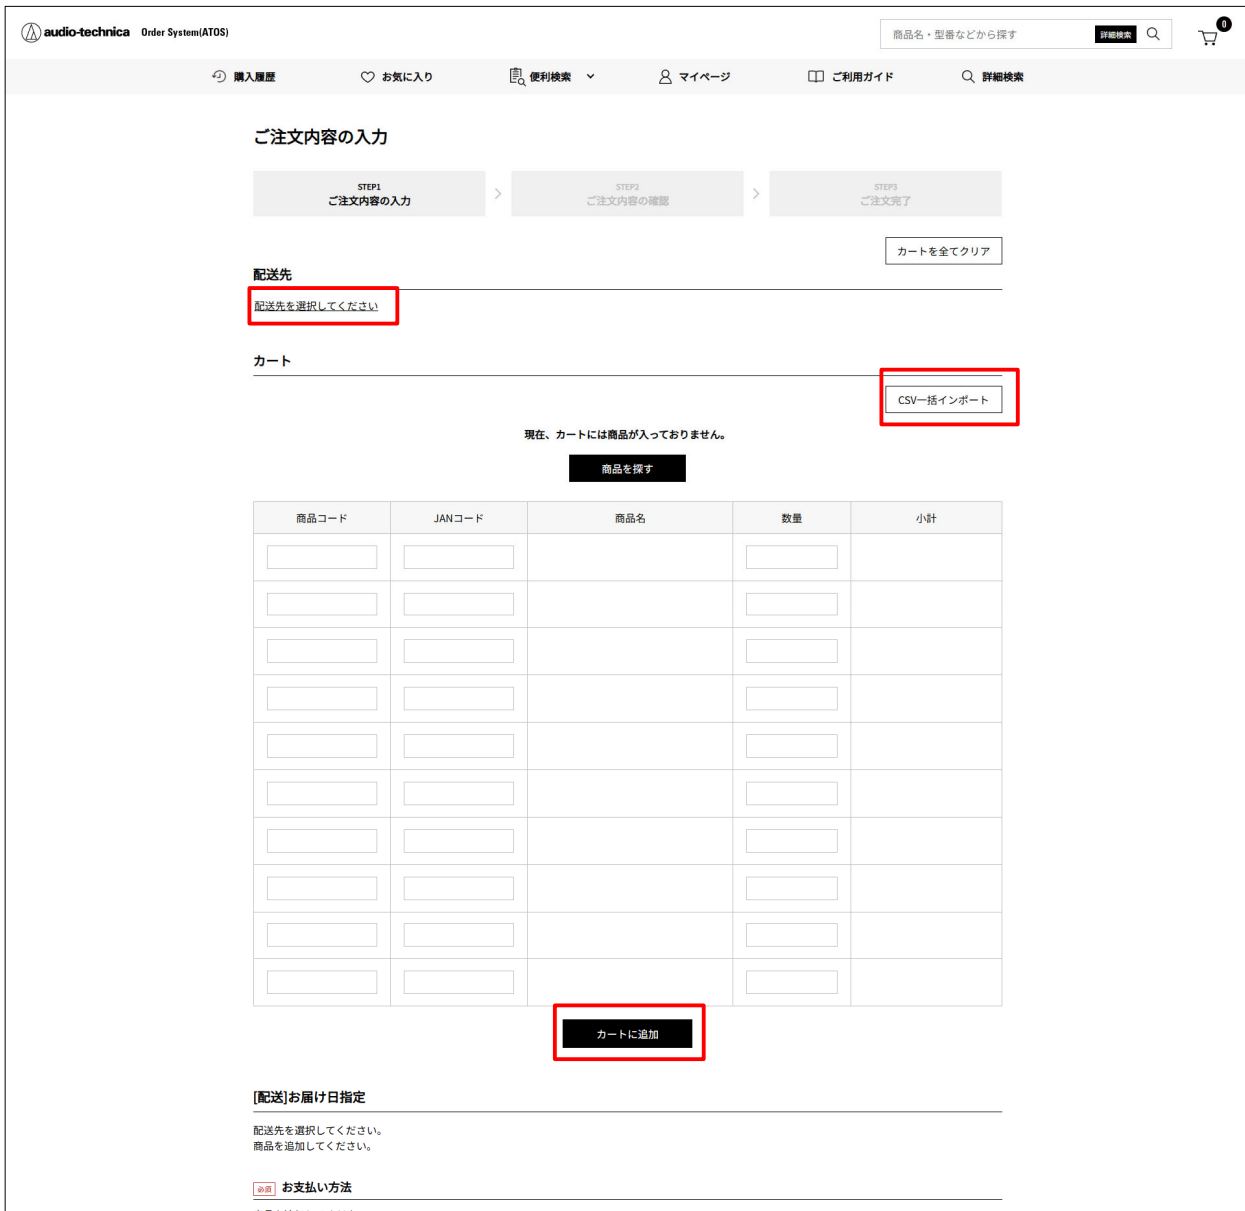 audio-technica Order System(ATOS)
商品名・型番などから探す
詳細検索
0
購入履歴
お気に入り
便利検索
マイページ
ご利用ガイド
詳細検索
ご注文内容の入力
STEP1
ご注文内容の入力
STEP2
ご注文内容の確認
STEP3
ご注文完了
カートを全てクリア
配送先
配送先を選択してください
カート
CSV一括インポート
現在、カートには商品が入っておりません。
商品を探す
商品コード
JANコード
商品名
数量
小計
カートに追加
[配送]お届け日指定
配送先を選択してください。
商品を追加してください。
必須 お支払い方法